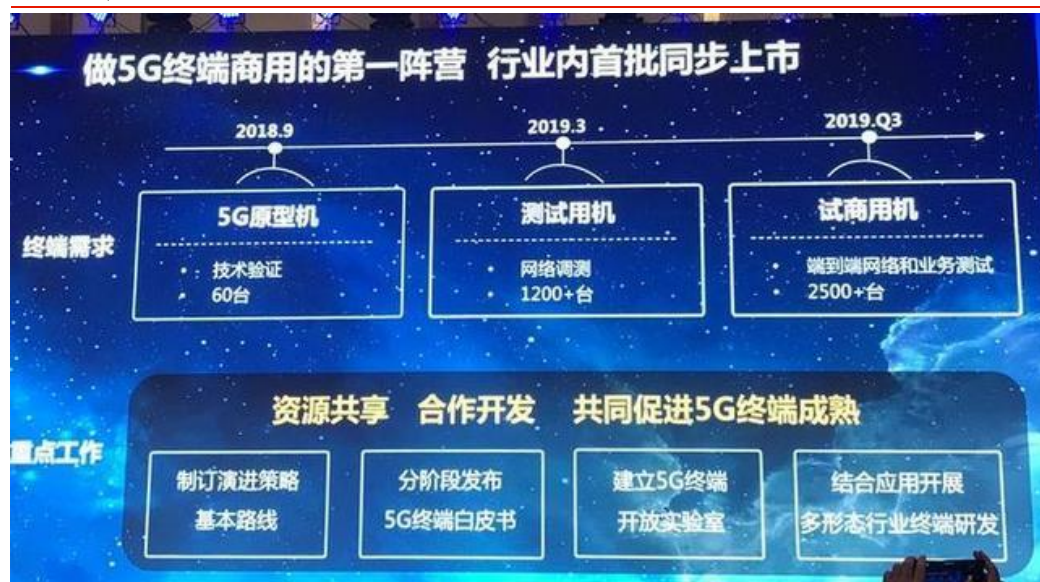 做5G终端商用的第一阵营 行业内首批同步上市
2018.9
2019.3
2019.Q3
终端需求
5G原型机
• 技术验证
• 60台
测试用机
• 网络调测
• 1200+台
试商用机
• 端到端网络和业务测试
• 2500+台
资源共享 合作开发 共同促进5G终端成熟
重点工作
制订演进策略
基本路线
分阶段发布
5G终端白皮书
建立5G终端
开放实验室
结合应用开展
多形态行业终端研发